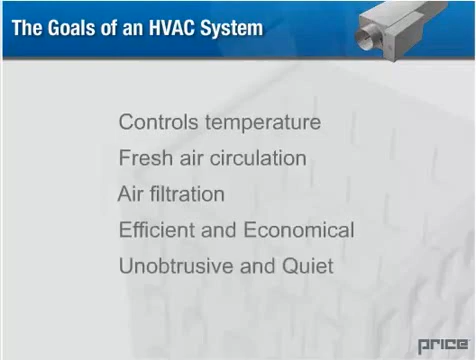 The Goals of an HVAC System
Controls temperature
Fresh air circulation
Air filtration
Efficient and Economical
Unobtrusive and Quiet
price